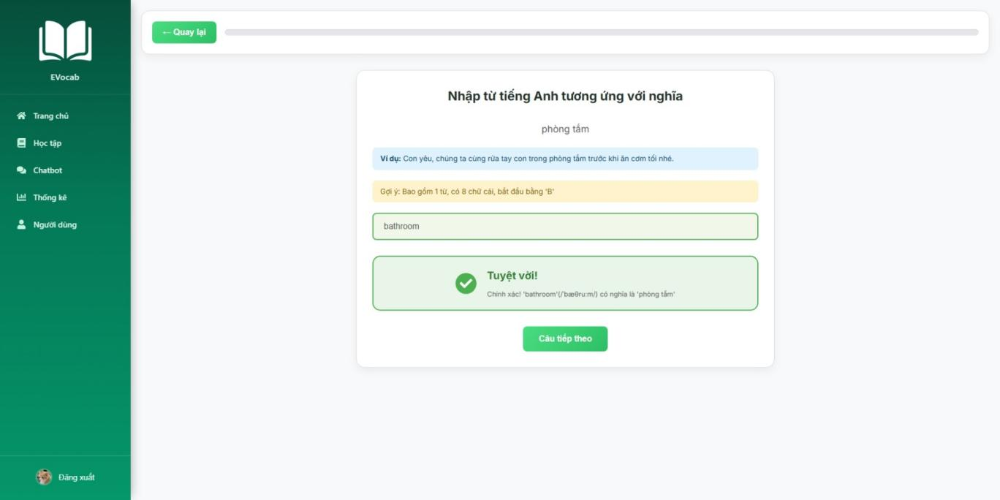 EVocab
Trang chủ
Học tập
Chatbot
Thống kê
Người dùng
Đăng xuất
← Quay lại
Nhập từ tiếng Anh tương ứng với nghĩa
phòng tắm
Ví dụ: Con yêu, chúng ta cùng rửa tay con trong phòng tắm trước khi ăn cơm tối nhé.
Gợi ý: Bao gồm 1 từ, có 8 chữ cái, bắt đầu bằng 'B'
bathroom
Tuyệt vời!
Chính xác! 'bathroom'(/ˈbæθruːm/) có nghĩa là 'phòng tắm'
Câu tiếp theo